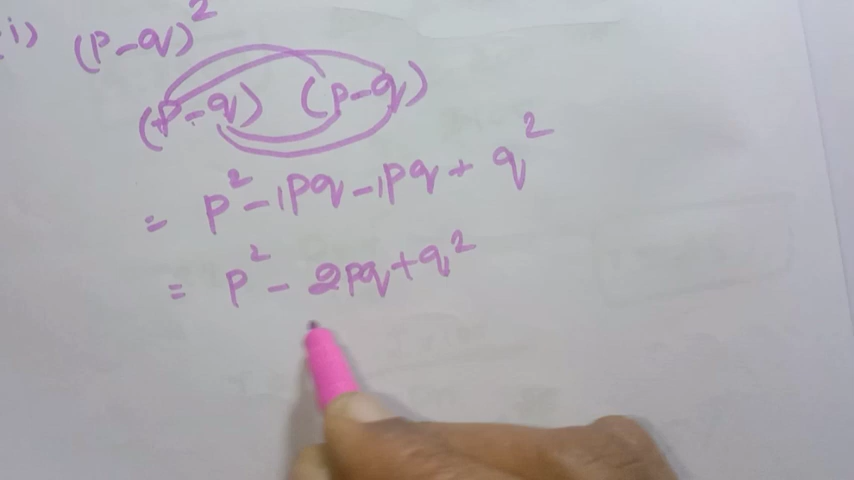 i) (p-q)²
(p-q) (p-q)
= p² - 1pq - 1pq + q²
= p² - 2pq + q²